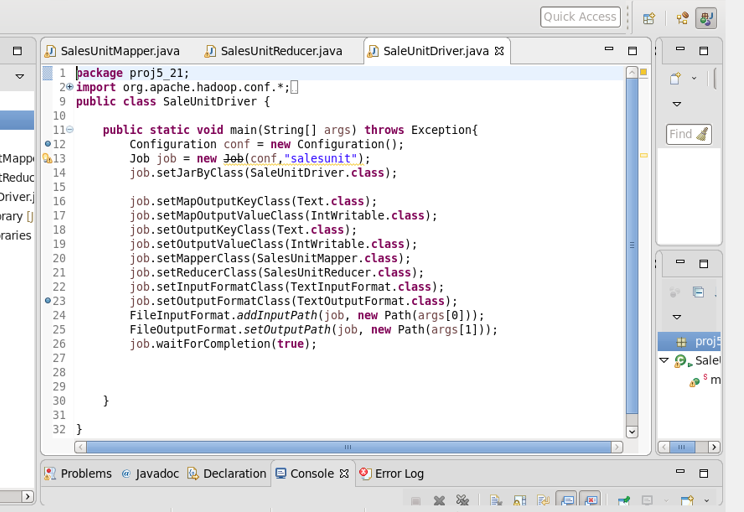 Quick Access
SalesUnitMapper.java
SalesUnitReducer.java
SaleUnitDriver.java
1 package proj5_21;
2 import org.apache.hadoop.conf.*;
9 public class SaleUnitDriver {
10
11 public static void main(String[] args) throws Exception{
12 Configuration conf = new Configuration();
13 Job job = new Job(conf,"salesunit");
14 job.setJarByClass(SaleUnitDriver.class);
15
16 job.setMapOutputKeyClass(Text.class);
17 job.setMapOutputValueClass(IntWritable.class);
18 job.setOutputKeyClass(Text.class);
19 job.setOutputValueClass(IntWritable.class);
20 job.setMapperClass(SalesUnitMapper.class);
21 job.setReducerClass(SalesUnitReducer.class);
22 job.setInputFormatClass(TextInputFormat.class);
23 job.setOutputFormatClass(TextOutputFormat.class);
24 FileInputFormat.addInputPath(job, new Path(args[0]));
25 FileOutputFormat.setOutputPath(job, new Path(args[1]));
26 job.waitForCompletion(true);
27
28
29
30 }
31
32 }
tMapp
tReduc
Driver.j
brary [J
braries
Find
proj5
SaleU
m
Problems
Javadoc
Declaration
Console
Error Log